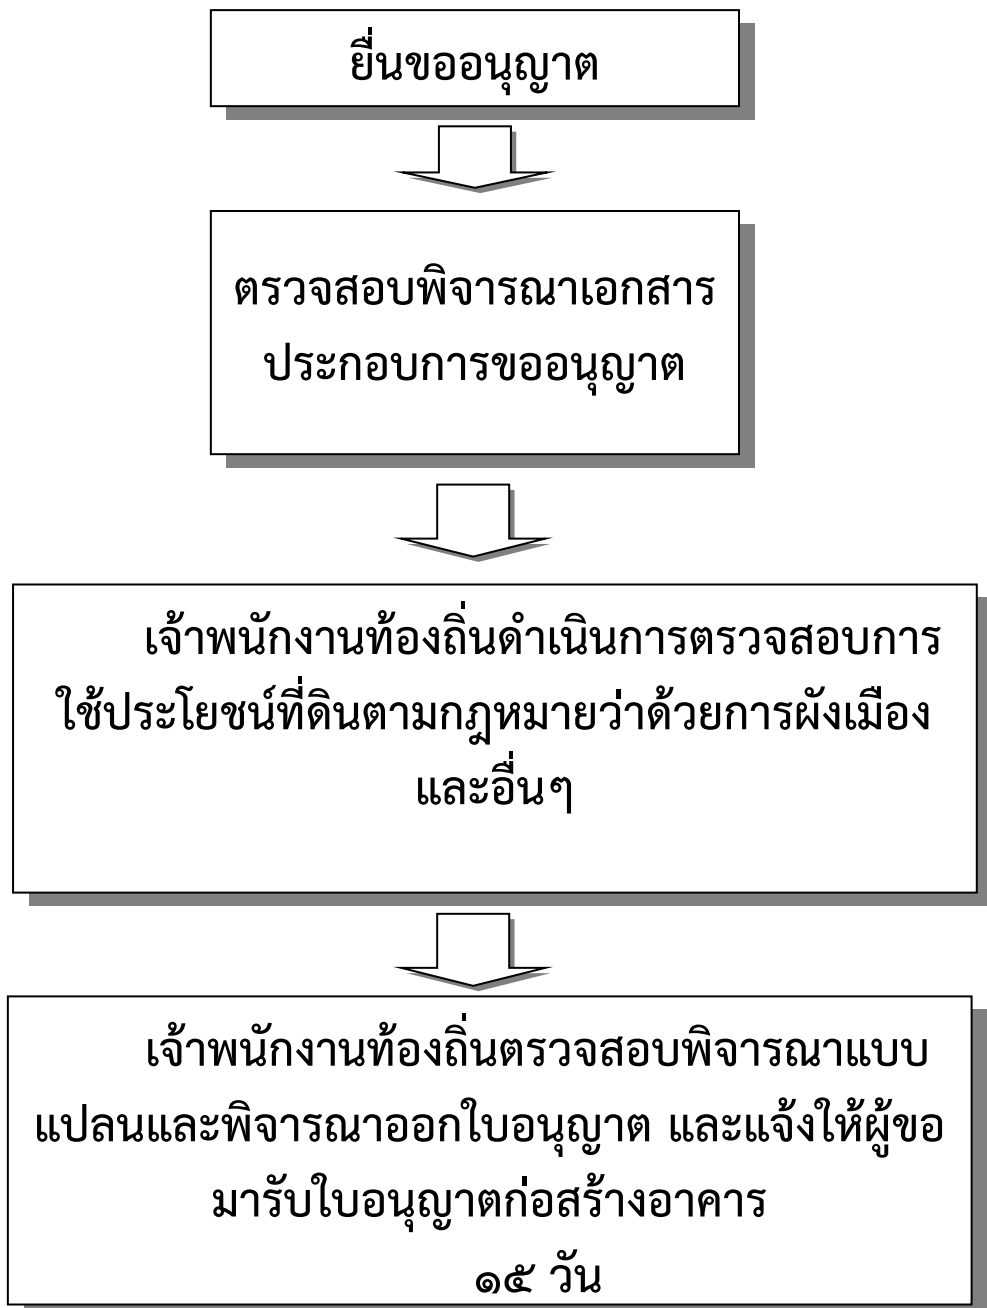 ยื่นขออนุญาต
ตรวจสอบพิจารณาเอกสาร
ประกอบการขออนุญาต
เจ้าพนักงานท้องถิ่นดำเนินการตรวจสอบการ
ใช้ประโยชน์ที่ดินตามกฎหมายว่าด้วยการผังเมือง
และอื่นๆ
เจ้าพนักงานท้องถิ่นตรวจสอบพิจารณาแบบ
แปลนและพิจารณาออกใบอนุญาต และแจ้งให้ผู้ขอ
มารับใบอนุญาตก่อสร้างอาคาร
๑๕ วัน